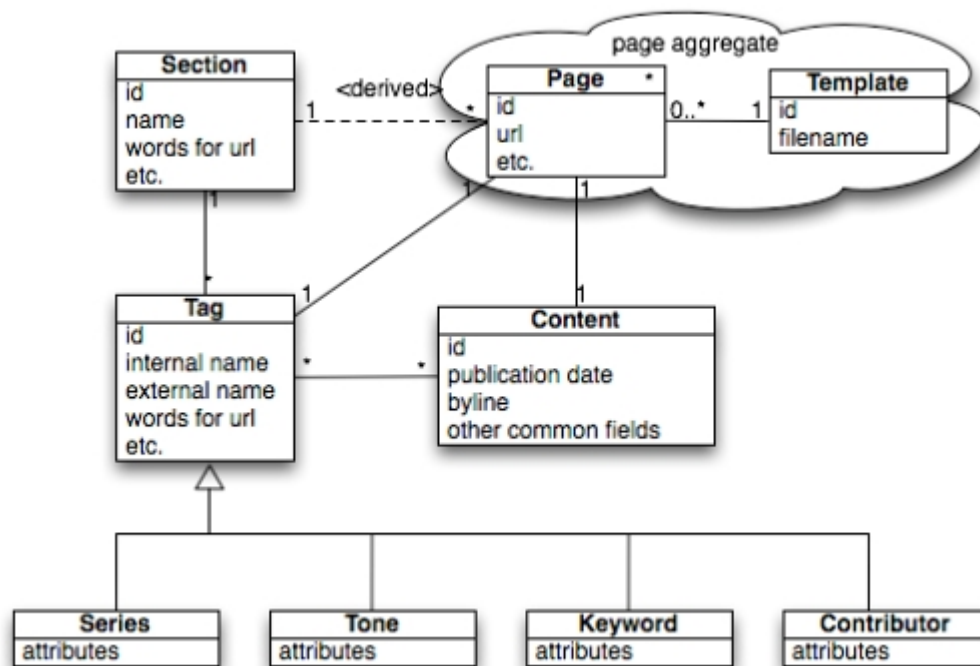 page aggregate
Section
id
name
words for url
etc.
<derived>
1
*
Page
*
id
url
etc.
0..*
1
Template
id
filename
1
*
1
1
1
1
Tag
id
internal name
external name
words for url
etc.
*
*
Content
id
publication date
byline
other common fields
Series
attributes
Tone
attributes
Keyword
attributes
Contributor
attributes